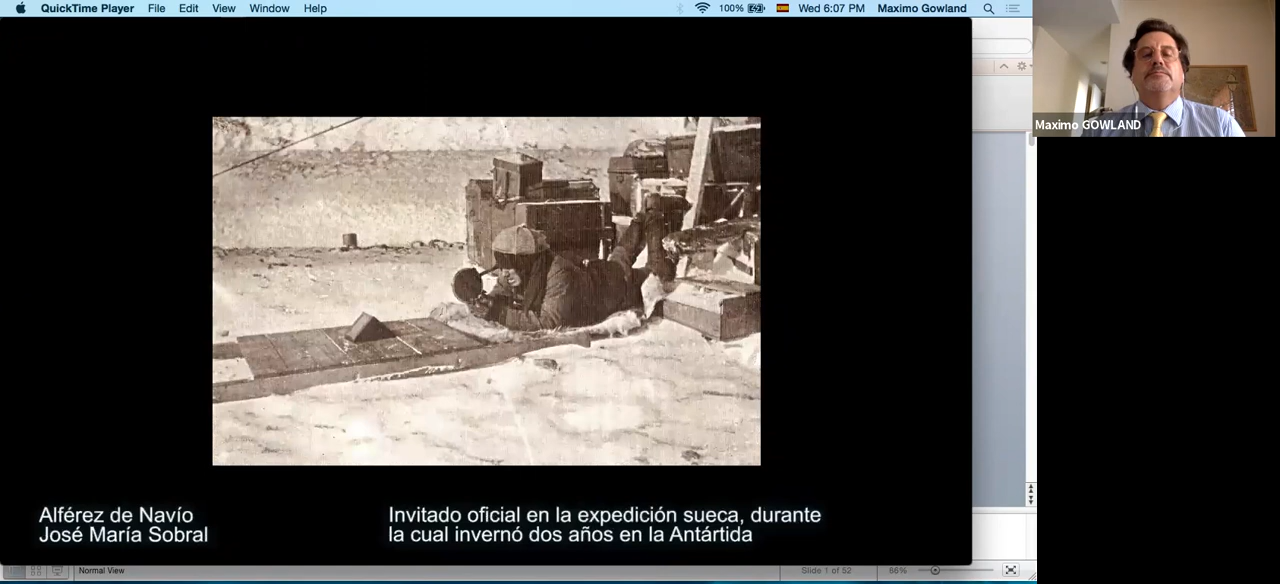 QuickTime Player File Edit View Window Help 100% Wed 6:07 PM Maximo Gowland
Maximo GOWLAND
Alférez de Navío
José María Sobral
Invitado oficial en la expedición sueca, durante
la cual invernó dos años en la Antártida
Normal View Slide 1 of 52 66%